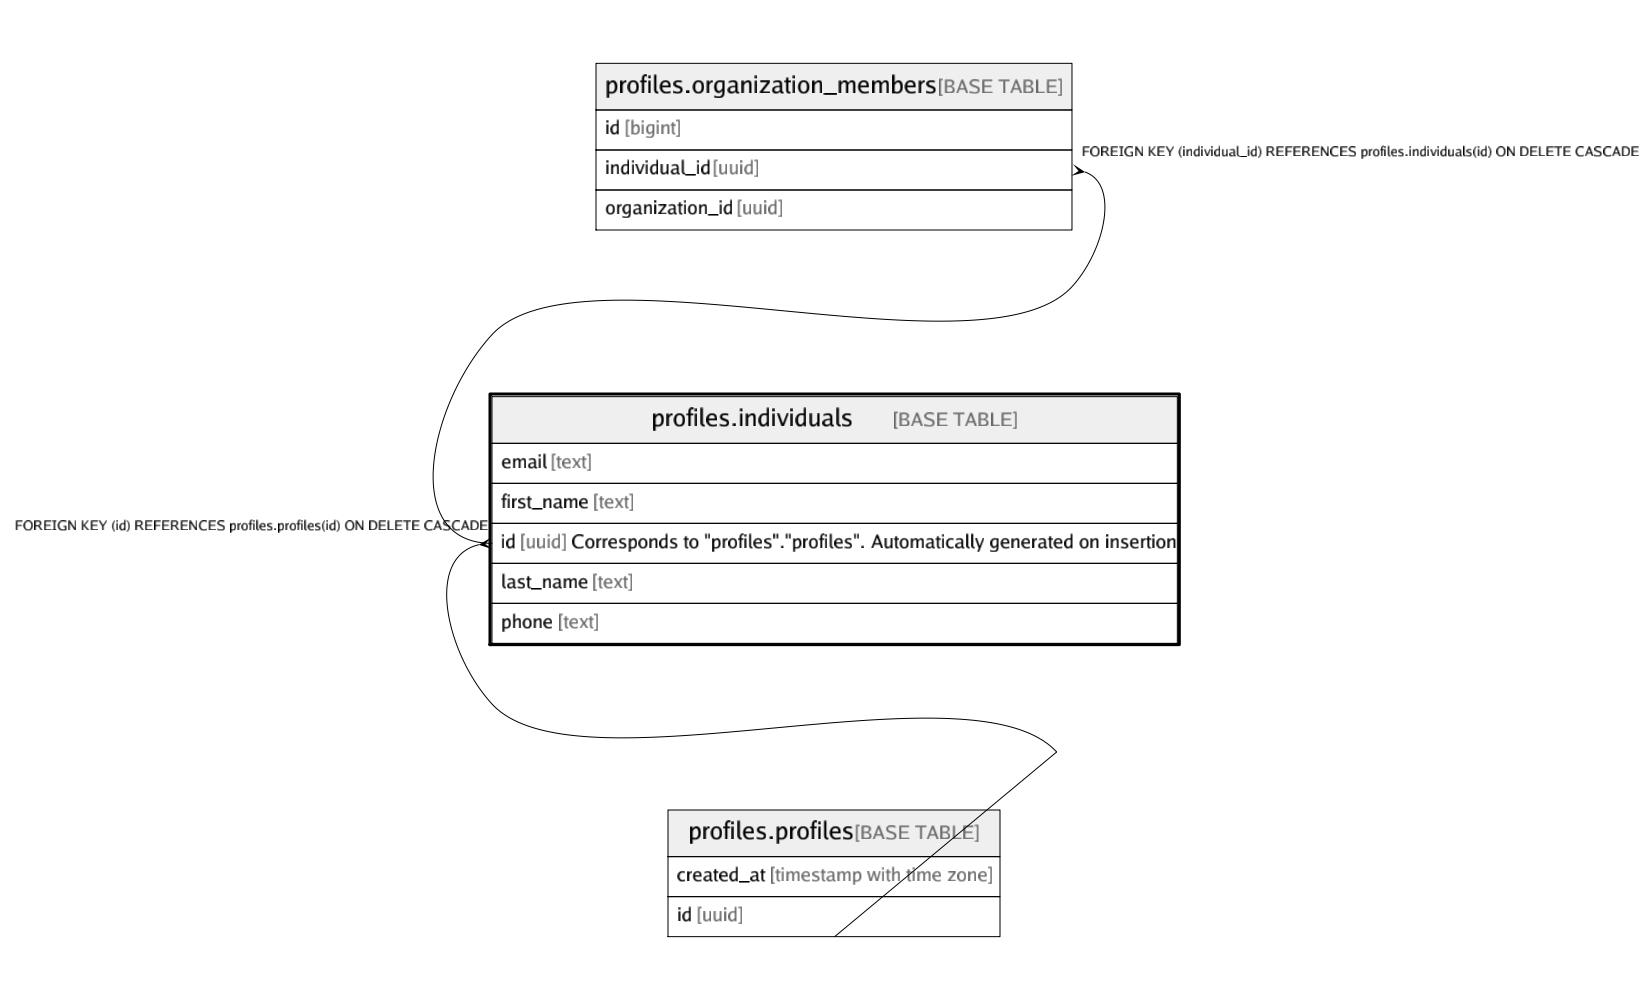 profiles.organization_members [BASE TABLE]
id [bigint]
individual_id [uuid]
organization_id [uuid]
FOREIGN KEY (individual_id) REFERENCES profiles.individuals(id) ON DELETE CASCADE
profiles.individuals [BASE TABLE]
email [text]
first_name [text]
id [uuid] Corresponds to "profiles"."profiles". Automatically generated on insertion
last_name [text]
phone [text]
FOREIGN KEY (id) REFERENCES profiles.profiles(id) ON DELETE CASCADE
profiles.profiles [BASE TABLE]
created_at [timestamp with time zone]
id [uuid]